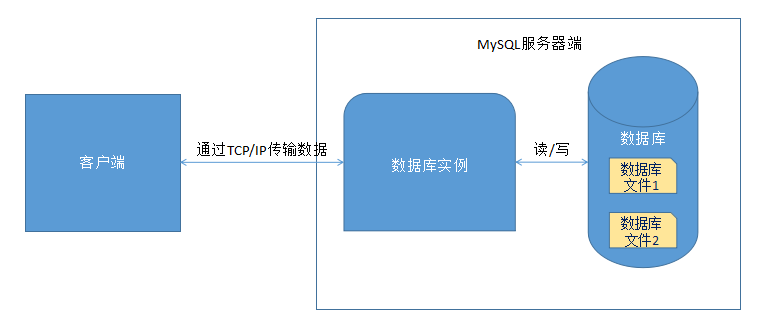 MySQL服务器端
客户端
通过TCP/IP传输数据
数据库实例
读/写
数据库
数据库
文件1
数据库
文件2